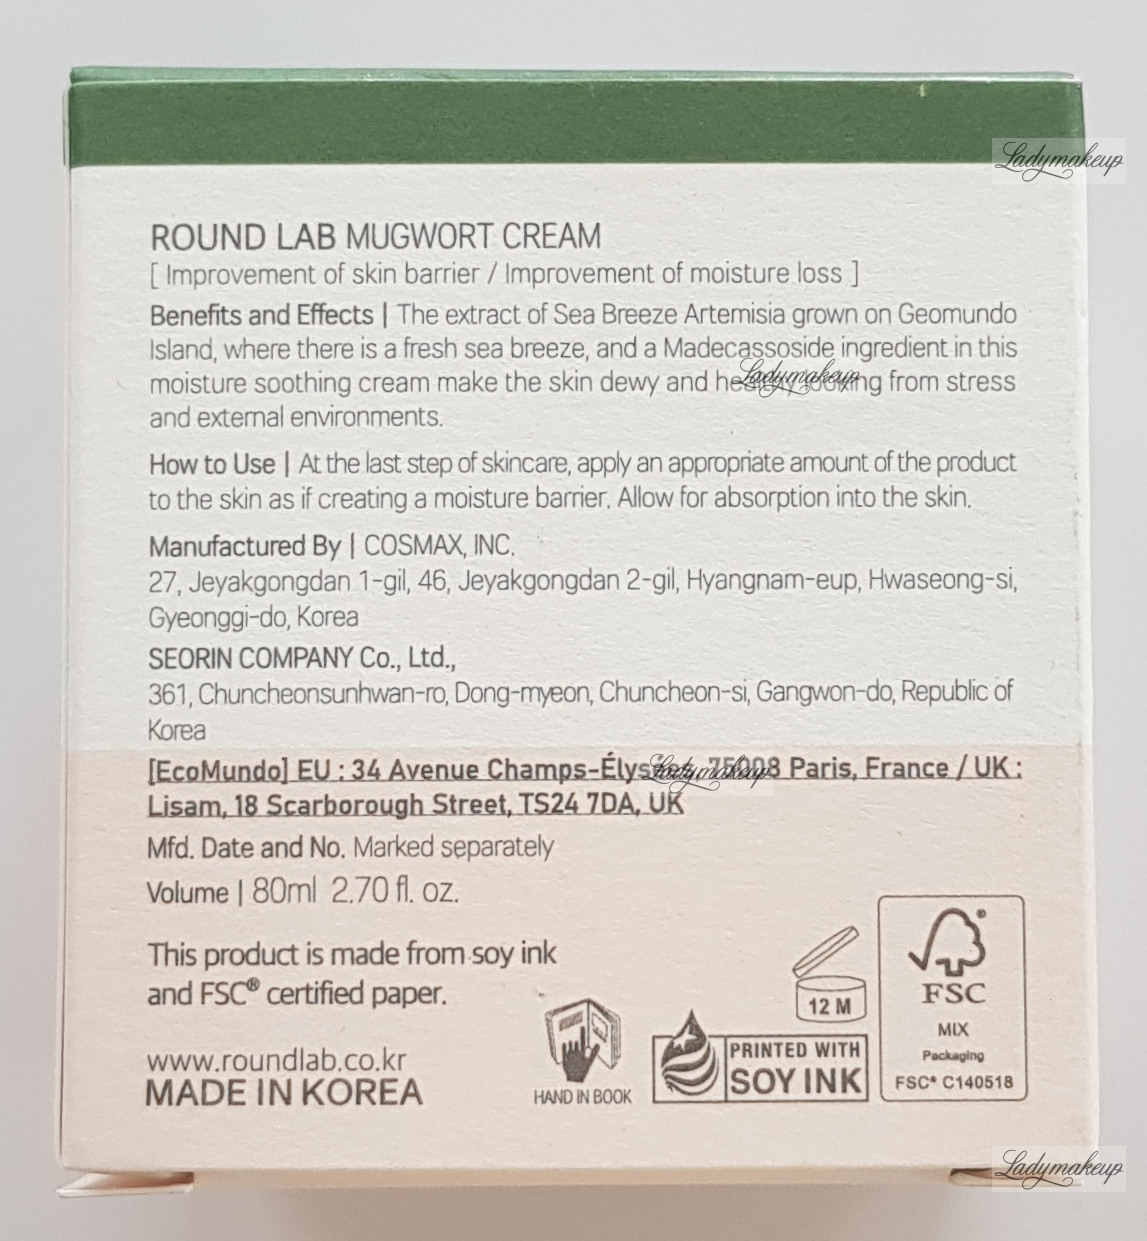 Ladymakeup
ROUND LAB MUGWORT CREAM
[ Improvement of skin barrier / Improvement of moisture loss ]
Benefits and Effects | The extract of Sea Breeze Artemisia grown on Geomundo
Island, where there is a fresh sea breeze, and a Madecassoside ingredient in this
moisture soothing cream make the skin dewy and from stress
Ladymakeup
and external environments.
How to Use | At the last step of skincare, apply an appropriate amount of the product
to the skin as if creating a moisture barrier. Allow for absorption into the skin.
Manufactured By | COSMAX, INC.
27, Jeyakgongdan 1-gil, 46, Jeyakgongdan 2-gil, Hyangnam-eup, Hwaseong-si,
Gyeonggi-do, Korea
SEORIN COMPANY Co., Ltd.,
361, Chuncheonsunhwan-ro, Dong-myeon, Chuncheon-si, Gangwon-do, Republic of
Korea
[EcoMundo] EU : 34 Avenue Champs-Élysées, 75008 Paris, France / UK :
Ladymakeup
Lisam, 18 Scarborough Street, TS24 7DA, UK
Mfd. Date and No. Marked separately
Volume | 80ml 2.70 fl. oz.
This product is made from soy ink
and FSC® certified paper.
www.roundlab.co.kr
MADE IN KOREA
HAND IN BOOK
12 M
PRINTED WITH
SOY INK
FSC
MIX
Packaging
FSC® C140518
Ladymakeup